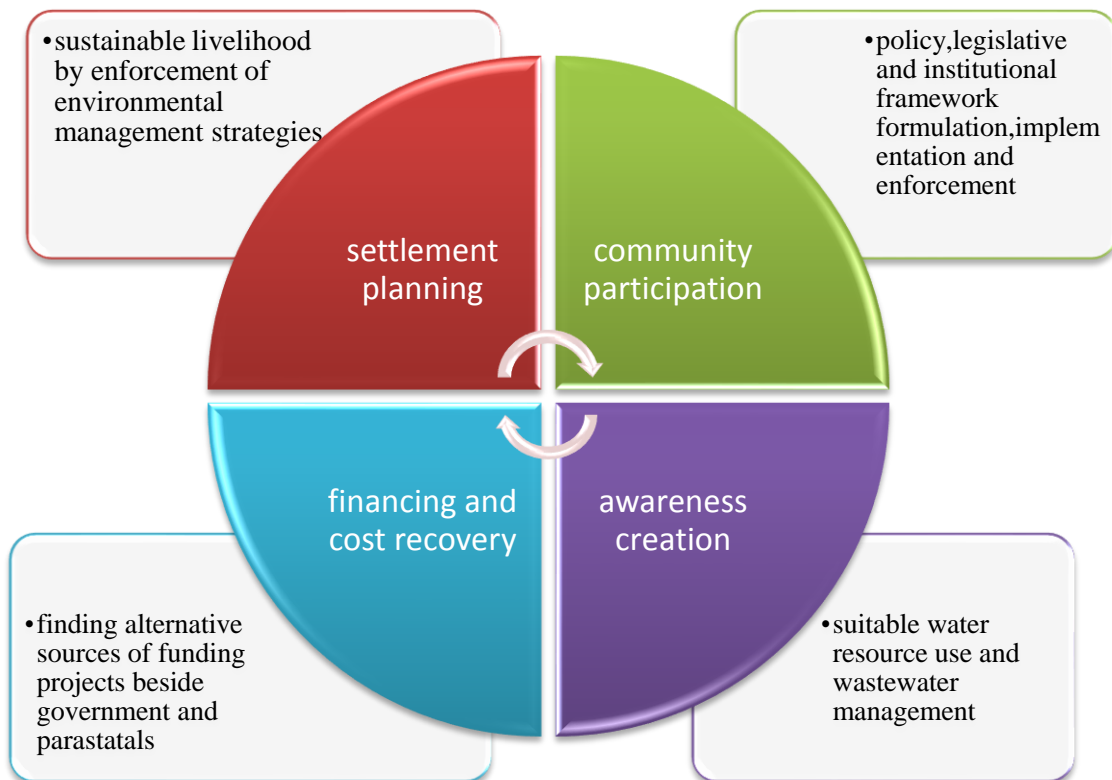 •sustainable livelihood
by enforcement of
environmental
management strategies
•policy,legislative
and institutional
framework
formulation,implem
entation and
enforcement
settlement
planning
community
participation
financing and
cost recovery
awareness
creation
•finding alternative
sources of funding
projects beside
government and
parastatals
•suitable water
resource use and
wastewater
management